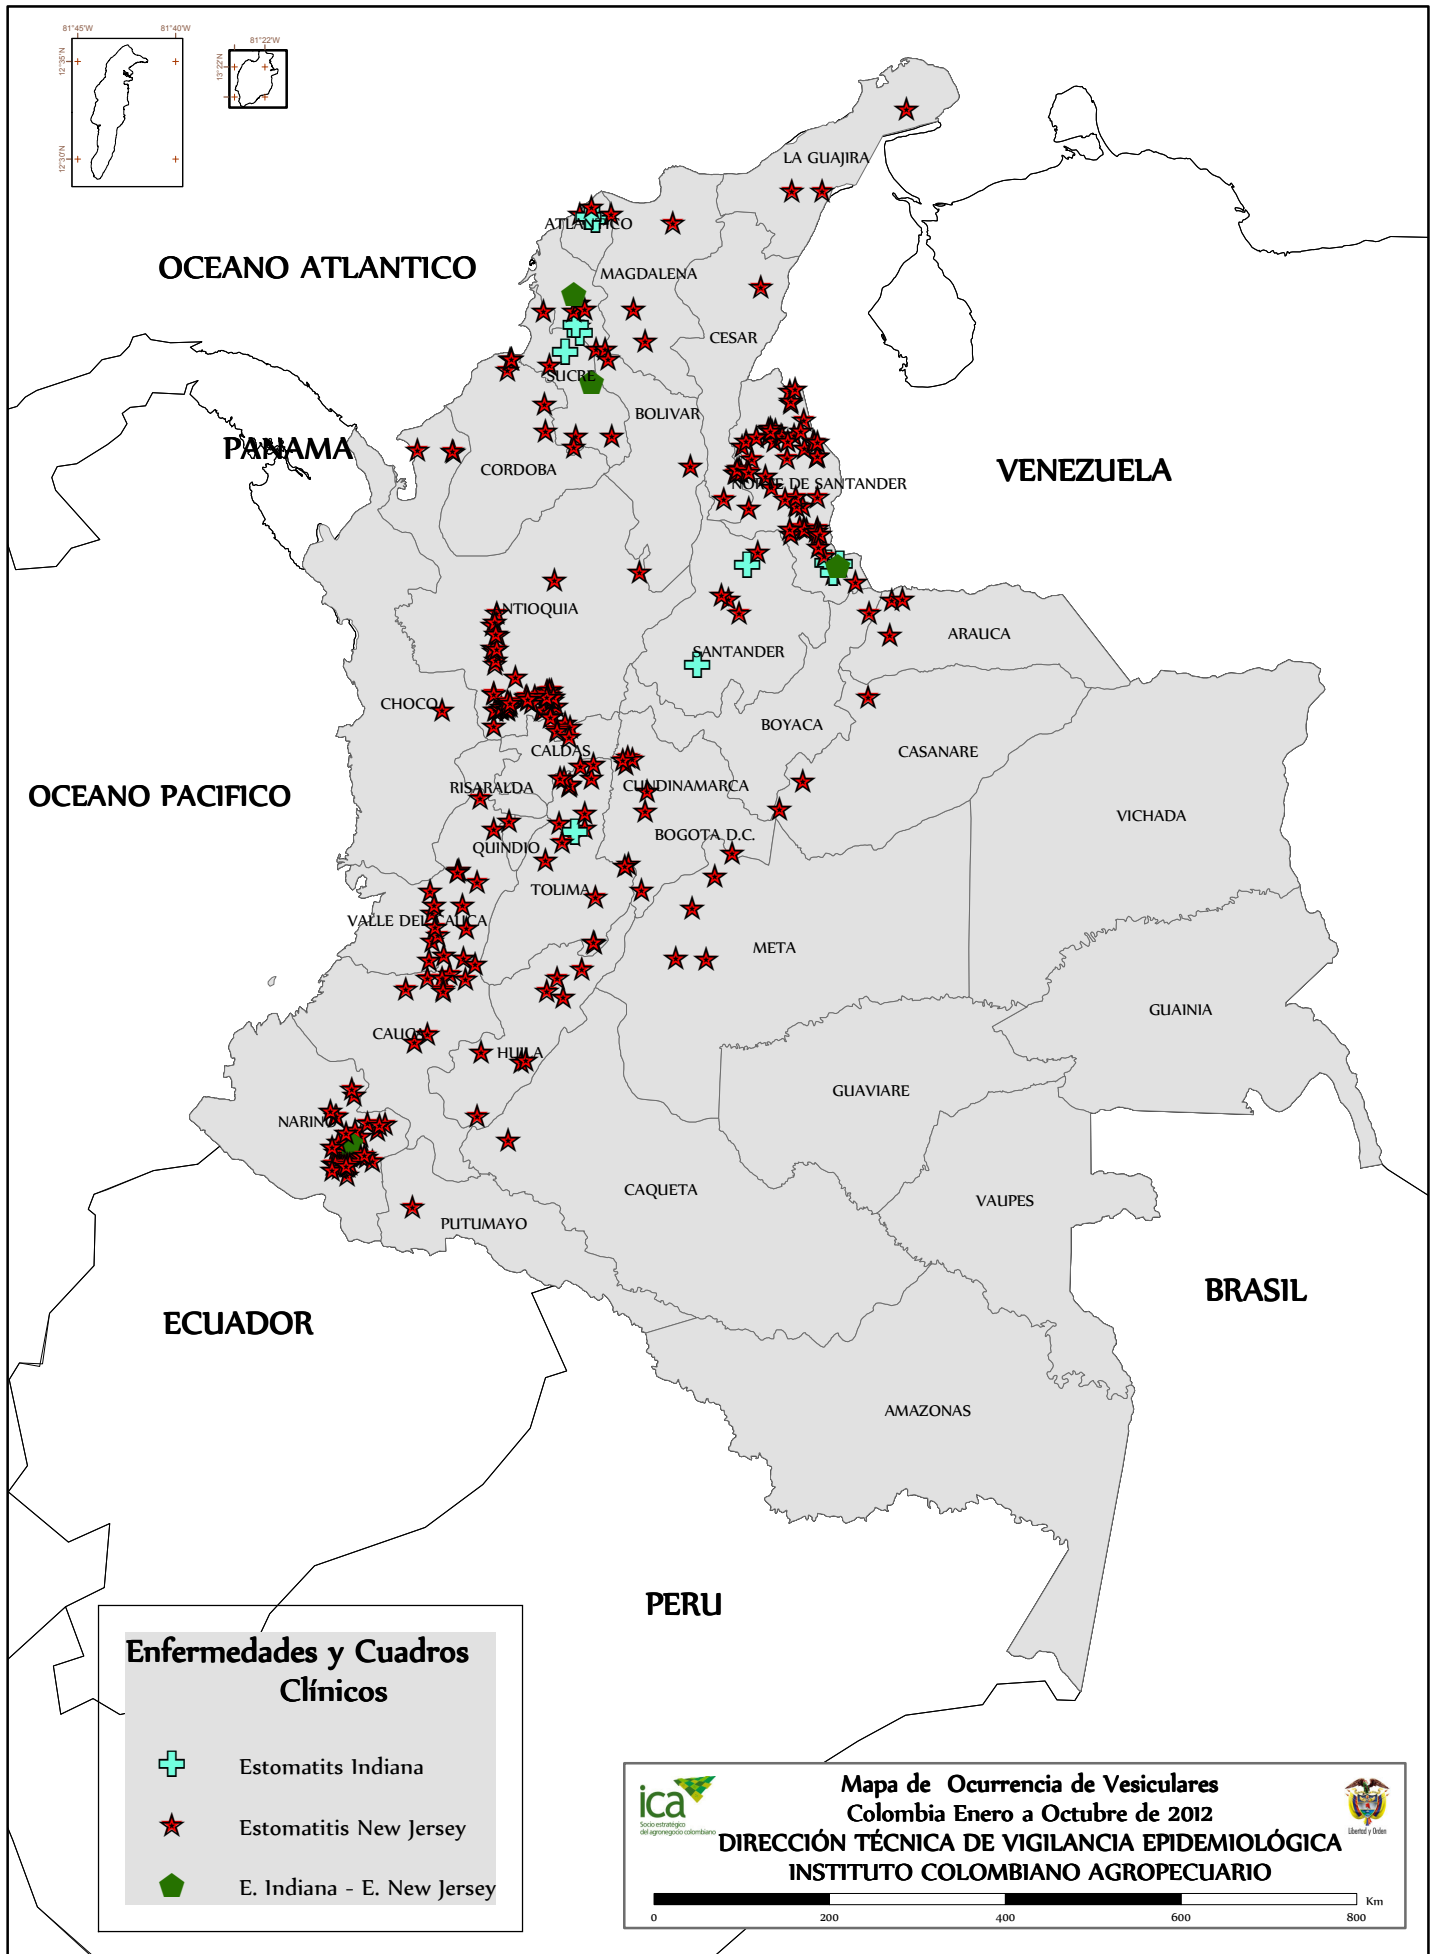 81°45'W
81°40'W
81°22'W
12°35'N
13°22'N
12°30'N
LA GUAJIRA
ATLANTICO
OCEANO ATLANTICO
MAGDALENA
CESAR
SUCRE
BOLIVAR
PANAMA
CORDOBA
VENEZUELA
NORTE DE SANTANDER
NTIOQUIA
ARAUCA
SANTANDER
CHOCO
BOYACA
CALDAS
CASANARE
RISARALDA
CUNDINAMARCA
OCEANO PACIFICO
VICHADA
BOGOTA D.C.
QUINDIO
TOLIMA
VALLE DEL CAUCA
META
GUAINIA
CAUCA
HUILA
GUAVIARE
NARINO
CAQUETA
VAUPES
PUTUMAYO
BRASIL
ECUADOR
AMAZONAS
PERU
Enfermedades y Cuadros
Clínicos
Estomatits Indiana
Estomatitis New Jersey
E. Indiana - E. New Jersey
ica
Socio estratégico
del agronegocio colombiano
Mapa de Ocurrencia de Vesiculares
Colombia Enero a Octubre de 2012
DIRECCIÓN TÉCNICA DE VIGILANCIA EPIDEMIOLÓGICA
INSTITUTO COLOMBIANO AGROPECUARIO
Libertad y Orden
Km
0 200 400 600 800